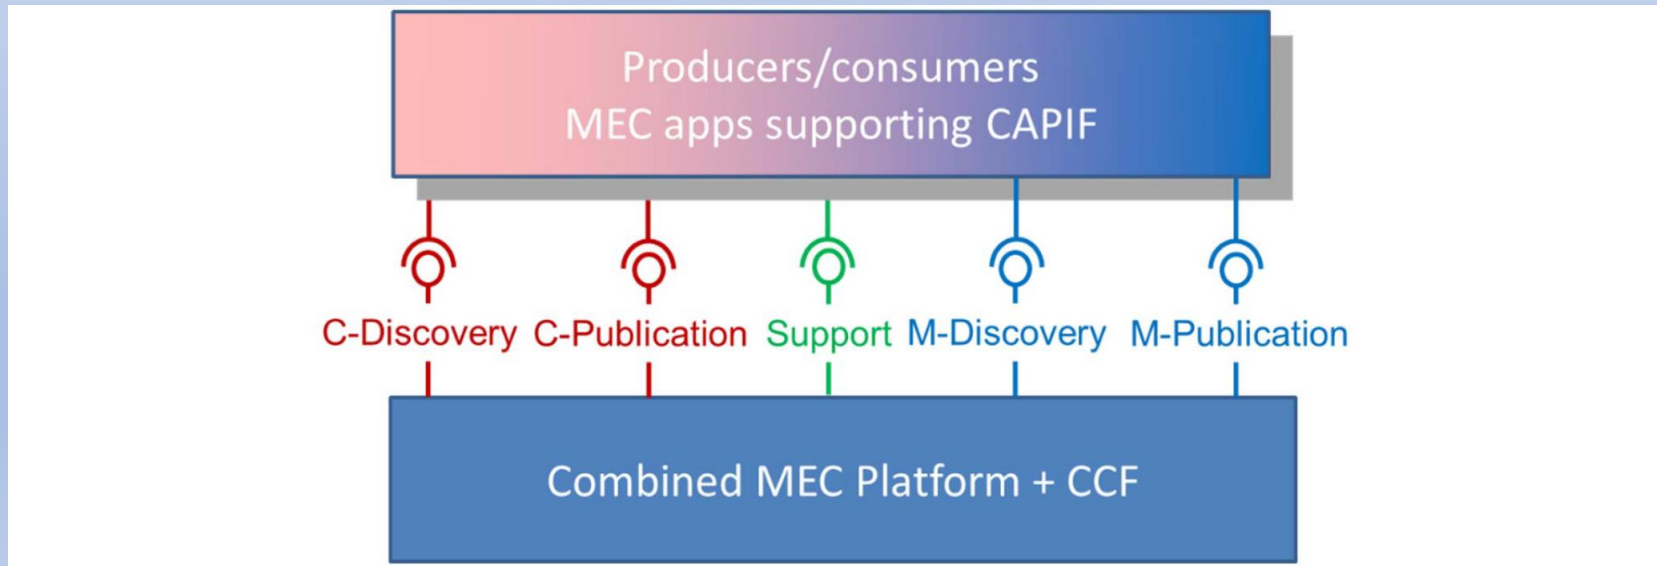 Producers/consumers
MEC apps supporting CAPIF
C-Discovery C-Publication Support M-Discovery M-Publication
Combined MEC Platform + CCF